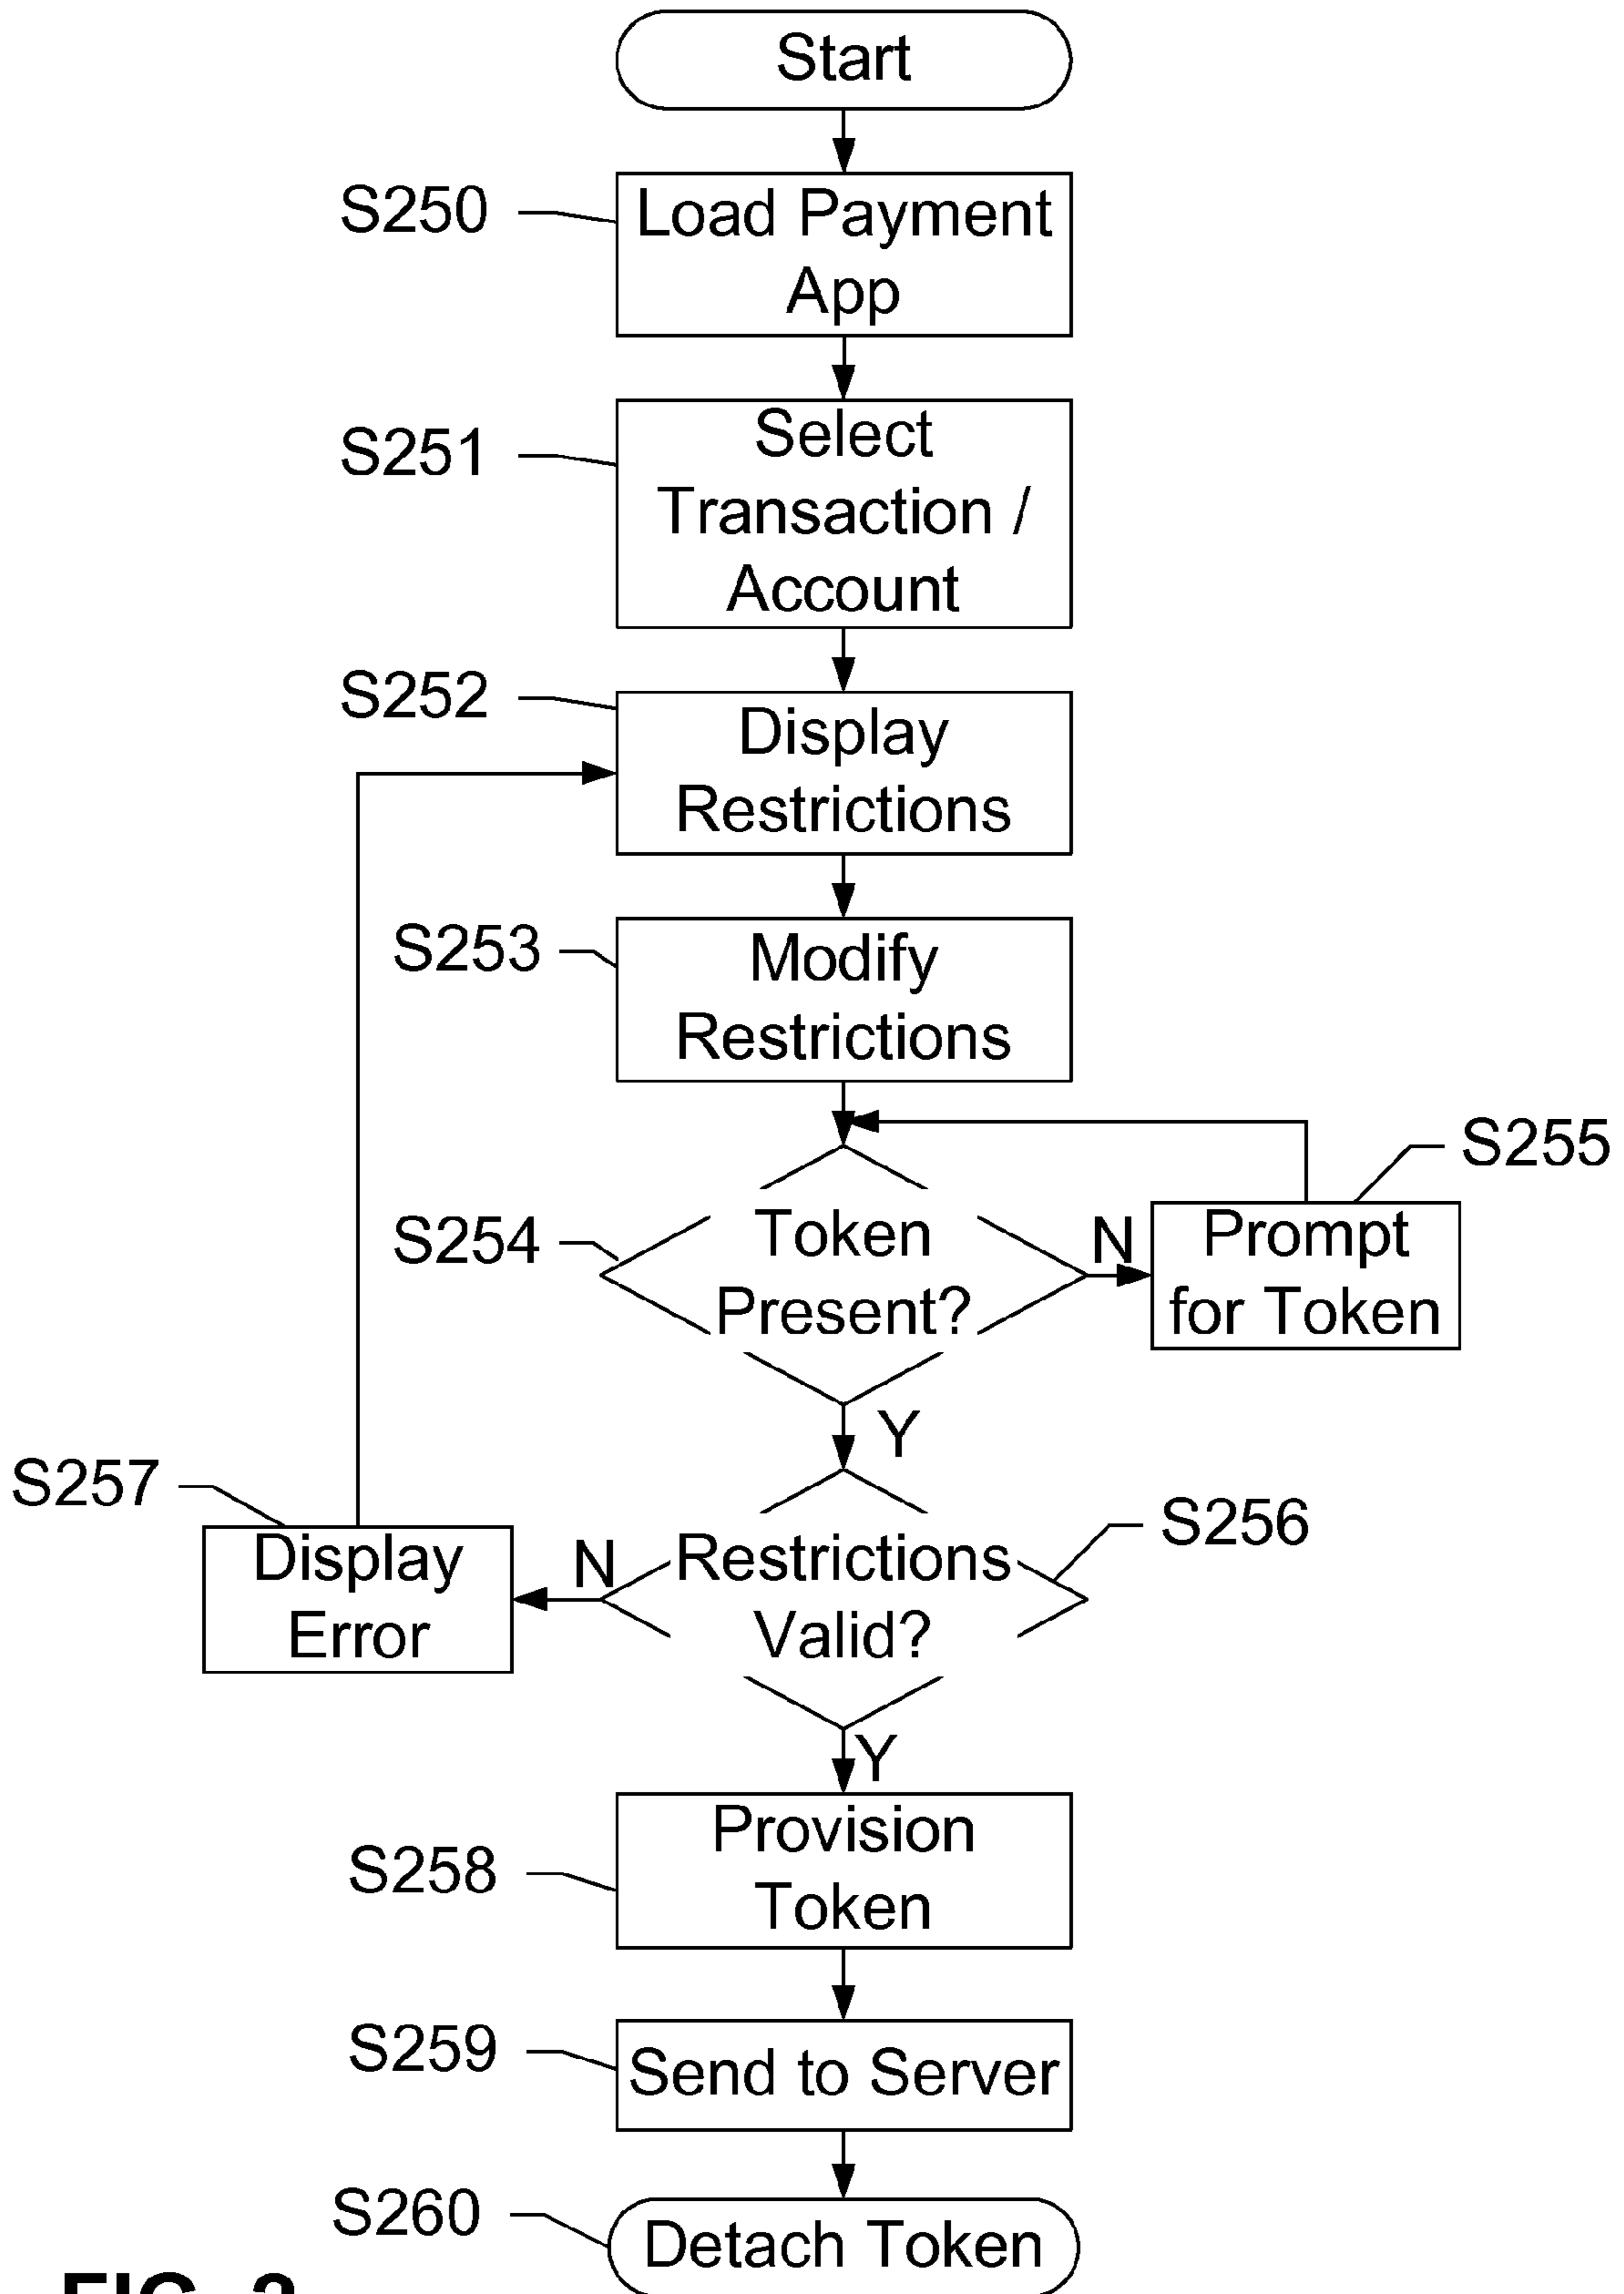 Start
S250
Load Payment
App
S251
Select
Transaction /
Account
S252
Display
Restrictions
S253
Modify
Restrictions
S254
Token
Present?
N
S255
Prompt
for Token
Y
S256
Restrictions
Valid?
N
S257
Display
Error
Y
S258
Provision
Token
S259
Send to Server
S260
Detach Token